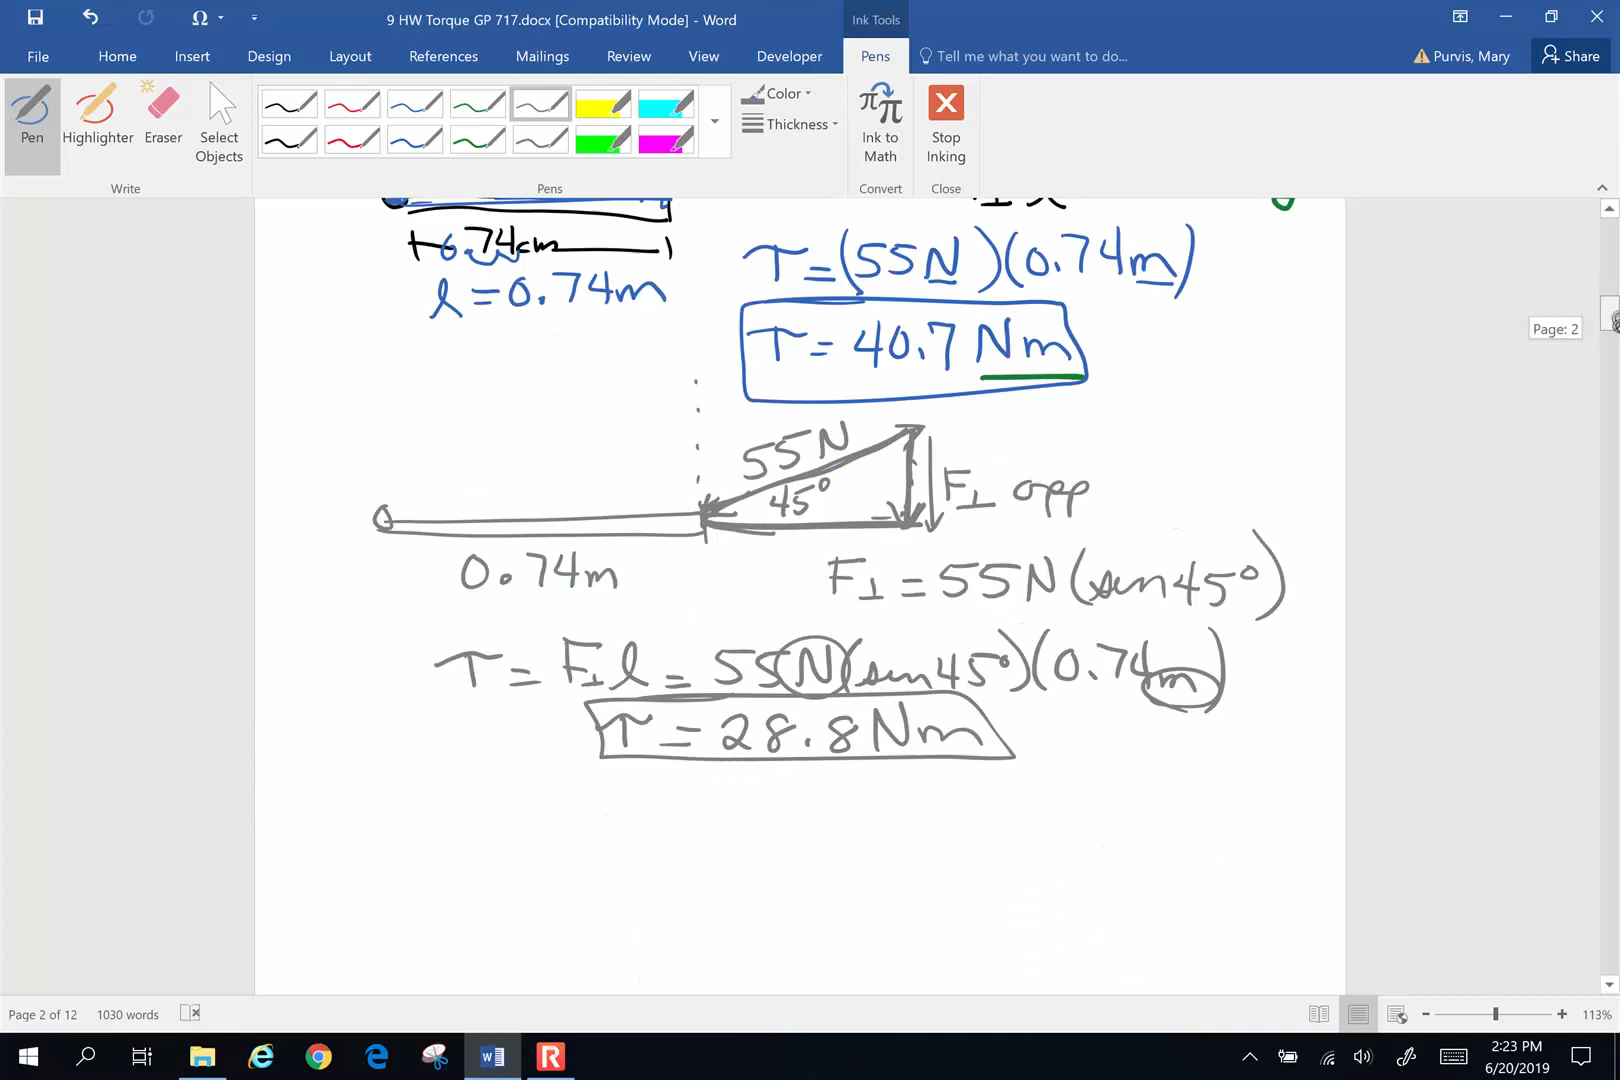 9 HW Torque GP 717.docx [Compatibility Mode] - Word
Ink Tools
File Home Insert Design Layout References Mailings Review View Developer Pens Tell me what you want to do... Purvis, Mary Share
Pen
Highlighter
Eraser
Select Objects
Color
Thickness
Ink to Math
Stop Inking
Write
Pens
Convert
Close
⊥ l
74cm
0.
l = 0.74m
τ = (55N)(0.74m)
τ = 40.7 Nm
Page: 2
55N
45°
F⊥ opp
0.74m
F⊥ = 55N(sin45°)
τ = F⊥l = 55N(sin45°)(0.74m)
τ = 28.8Nm
Page 2 of 12 1030 words
113%
2:23 PM
6/20/2019